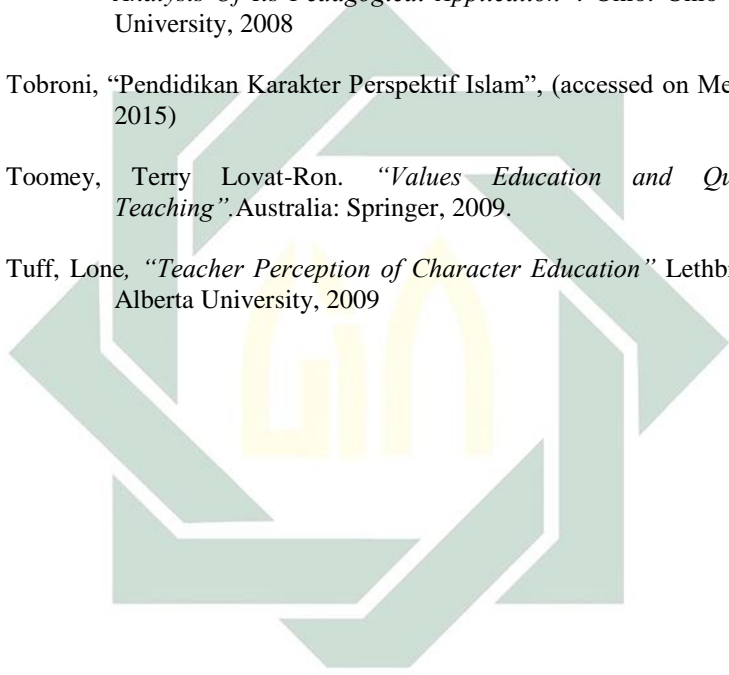 Analysis Of Its Pedagogical Application”. Ohio: Ohio
University, 2008
Tobroni, “Pendidikan Karakter Perspektif Islam”, (accessed on Me
2015)
Toomey, Terry Lovat-Ron. “Values Education and Qu
Teaching”.Australia: Springer, 2009.
Tuff, Lone, “Teacher Perception of Character Education” Lethb
Alberta University, 2009